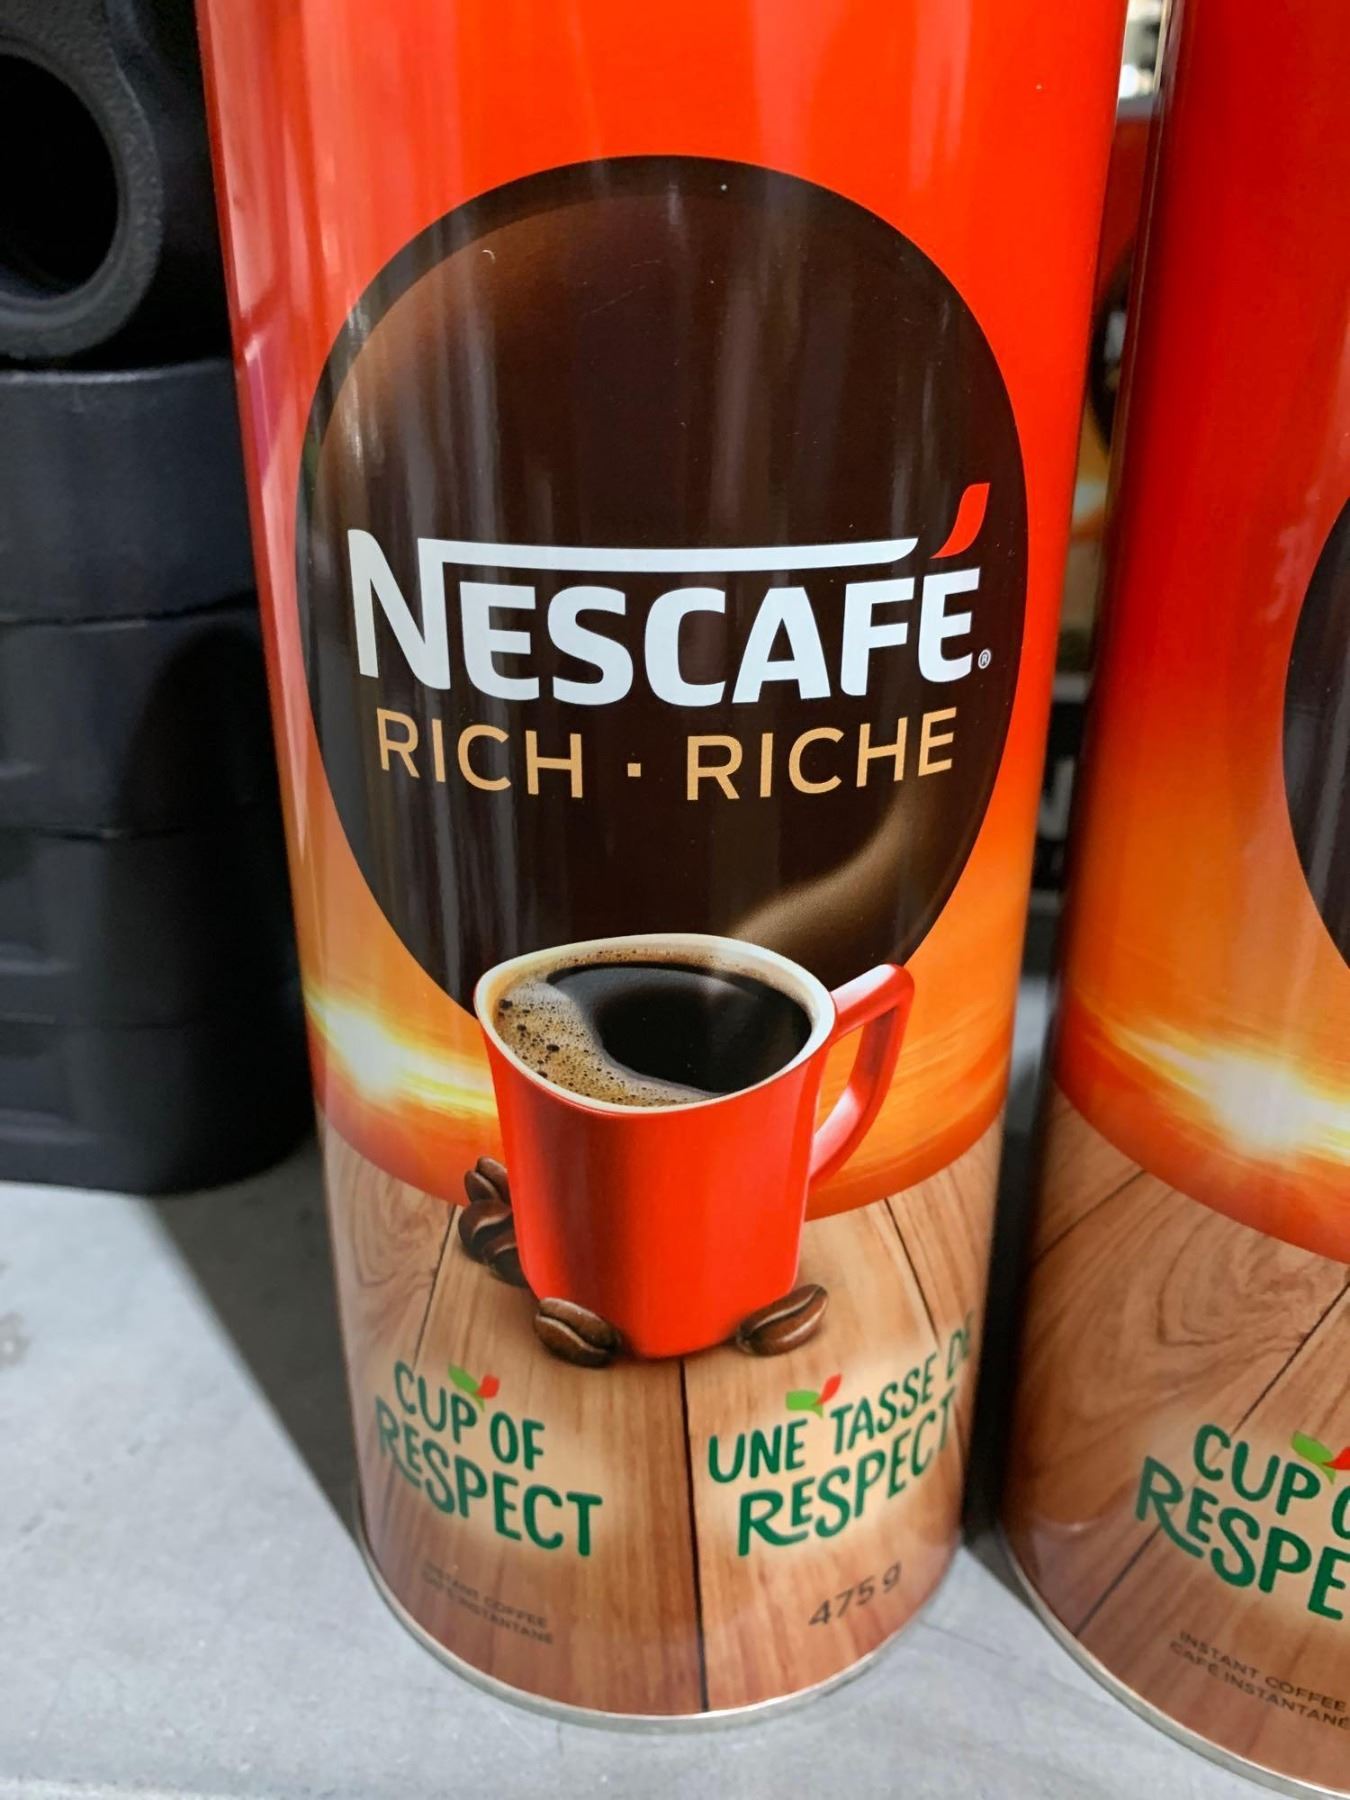 NESCAFÉ®
RICH · RICHE
CUP OF
RESPECT
UNE TASSE DE
RESPECT
INSTANT COFFEE
CAFÉ INSTANTANÉ
475 g
CUP
RESPE
INSTANT COFFEE
CAFÉ INSTANTANÉ